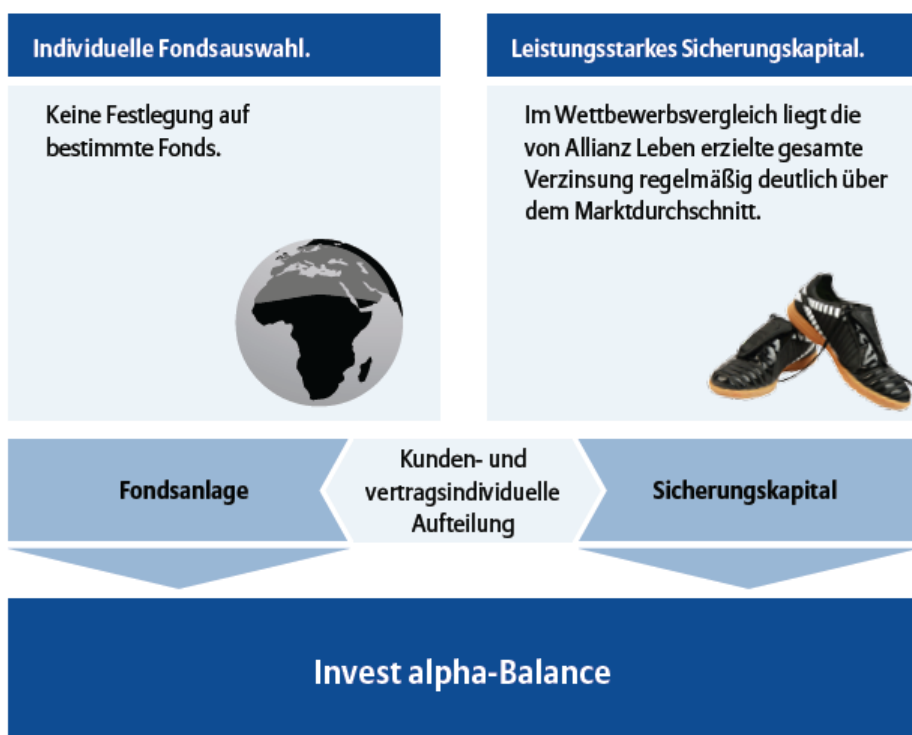 Individuelle Fondsauswahl.
Keine Festlegung auf
bestimmte Fonds.
Leistungsstarkes Sicherungskapital.
Im Wettbewerbsvergleich liegt die
von Allianz Leben erzielte gesamte
Verzinsung regelmäßig deutlich über
dem Marktdurchschnitt.
Fondsanlage
Kunden- und
vertragsindividuelle
Aufteilung
Sicherungskapital
Invest alpha-Balance